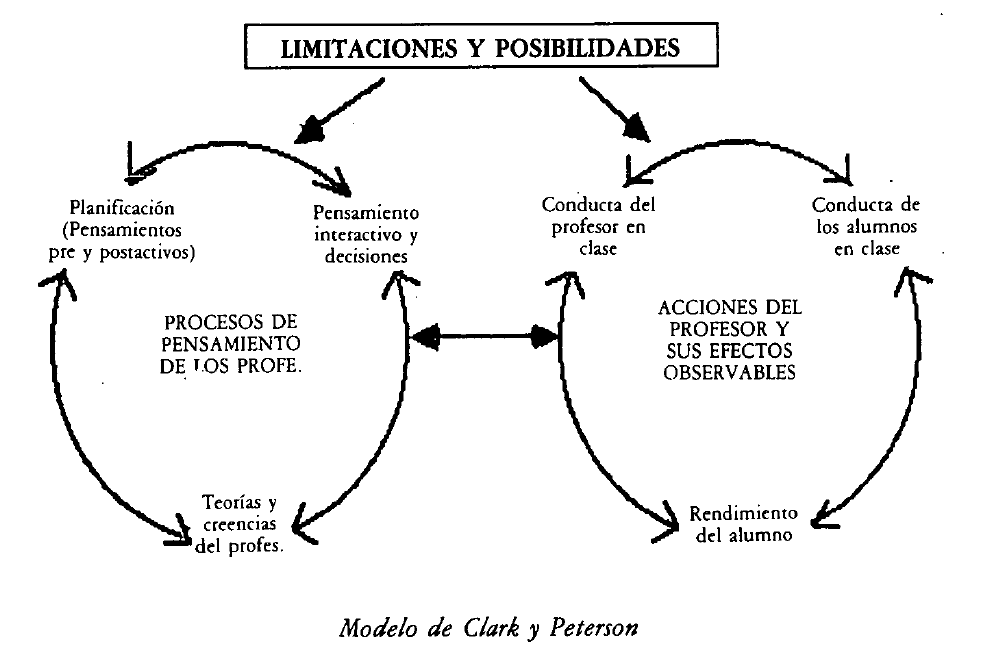 LIMITACIONES Y POSIBILIDADES
Planificación
(Pensamientos
pre y postactivos)
Pensamiento
interactivo y
decisiones
Conducta del
profesor en
clase
Conducta de
los alumnos
en clase
PROCESOS DE
PENSAMIENTO
DE LOS PROFE.
ACCIONES DEL
PROFESOR Y
SUS EFECTOS
OBSERVABLES
Teorías y
creencias
del profes.
Rendimiento
del alumno
Modelo de Clark y Peterson